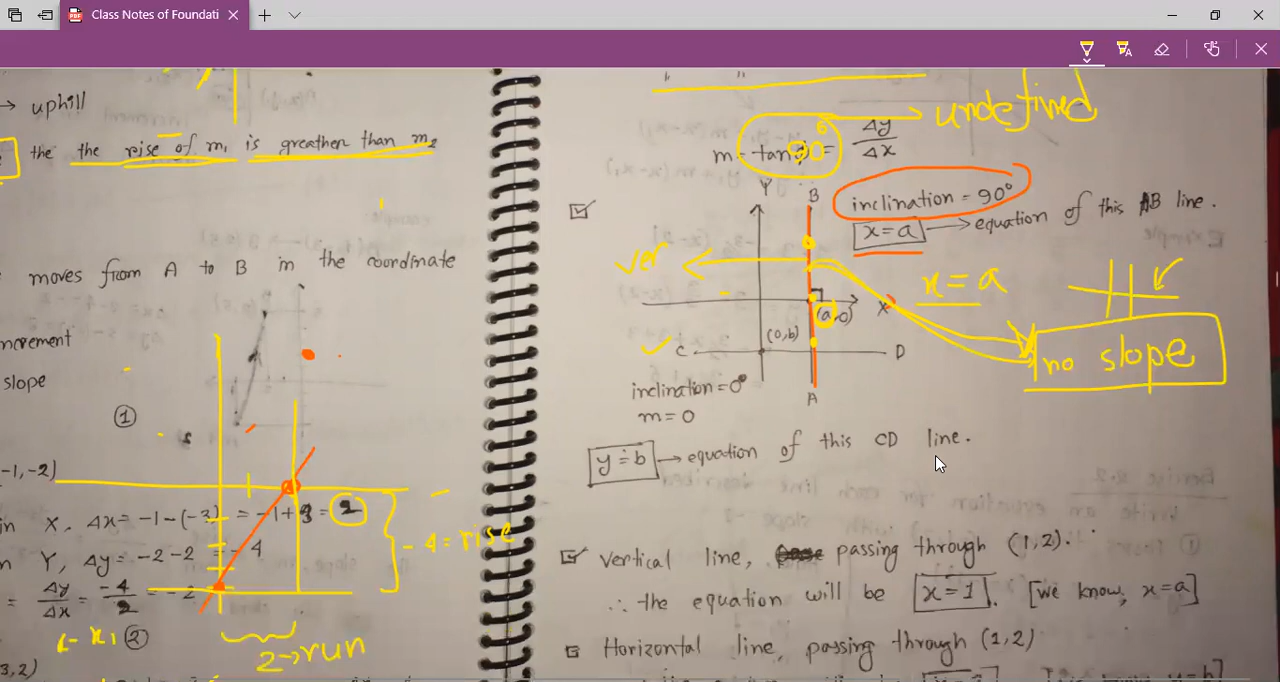 Class Notes of Foundati
→ uphill
the the rise of m₁ is greathen than m₂
moves from A to B in the coordinate
ncrement
slope
①
-1,-2)
in X, Δx = -1-(-3) = -1+3 = 2
n Y, Δy = -2-2 = -4
= Δy/Δx = -4/2 = -2
-4 = rise
2→run
← x₁ ②
3,2)
undefined
m = tan 90° = Δy/Δx
Y
B
inclination = 90°
x=a → equation of this AB line.
ver
x=a
(a,0)
X
(0,b)
no slope
C
D
inclination = 0°
m=0
A
y=b → equation of this CD line.
Vertical line, passing through (1,2).
∴ the equation will be x=1. [we know, x=a]
Horizontal line, passing through (1,2)